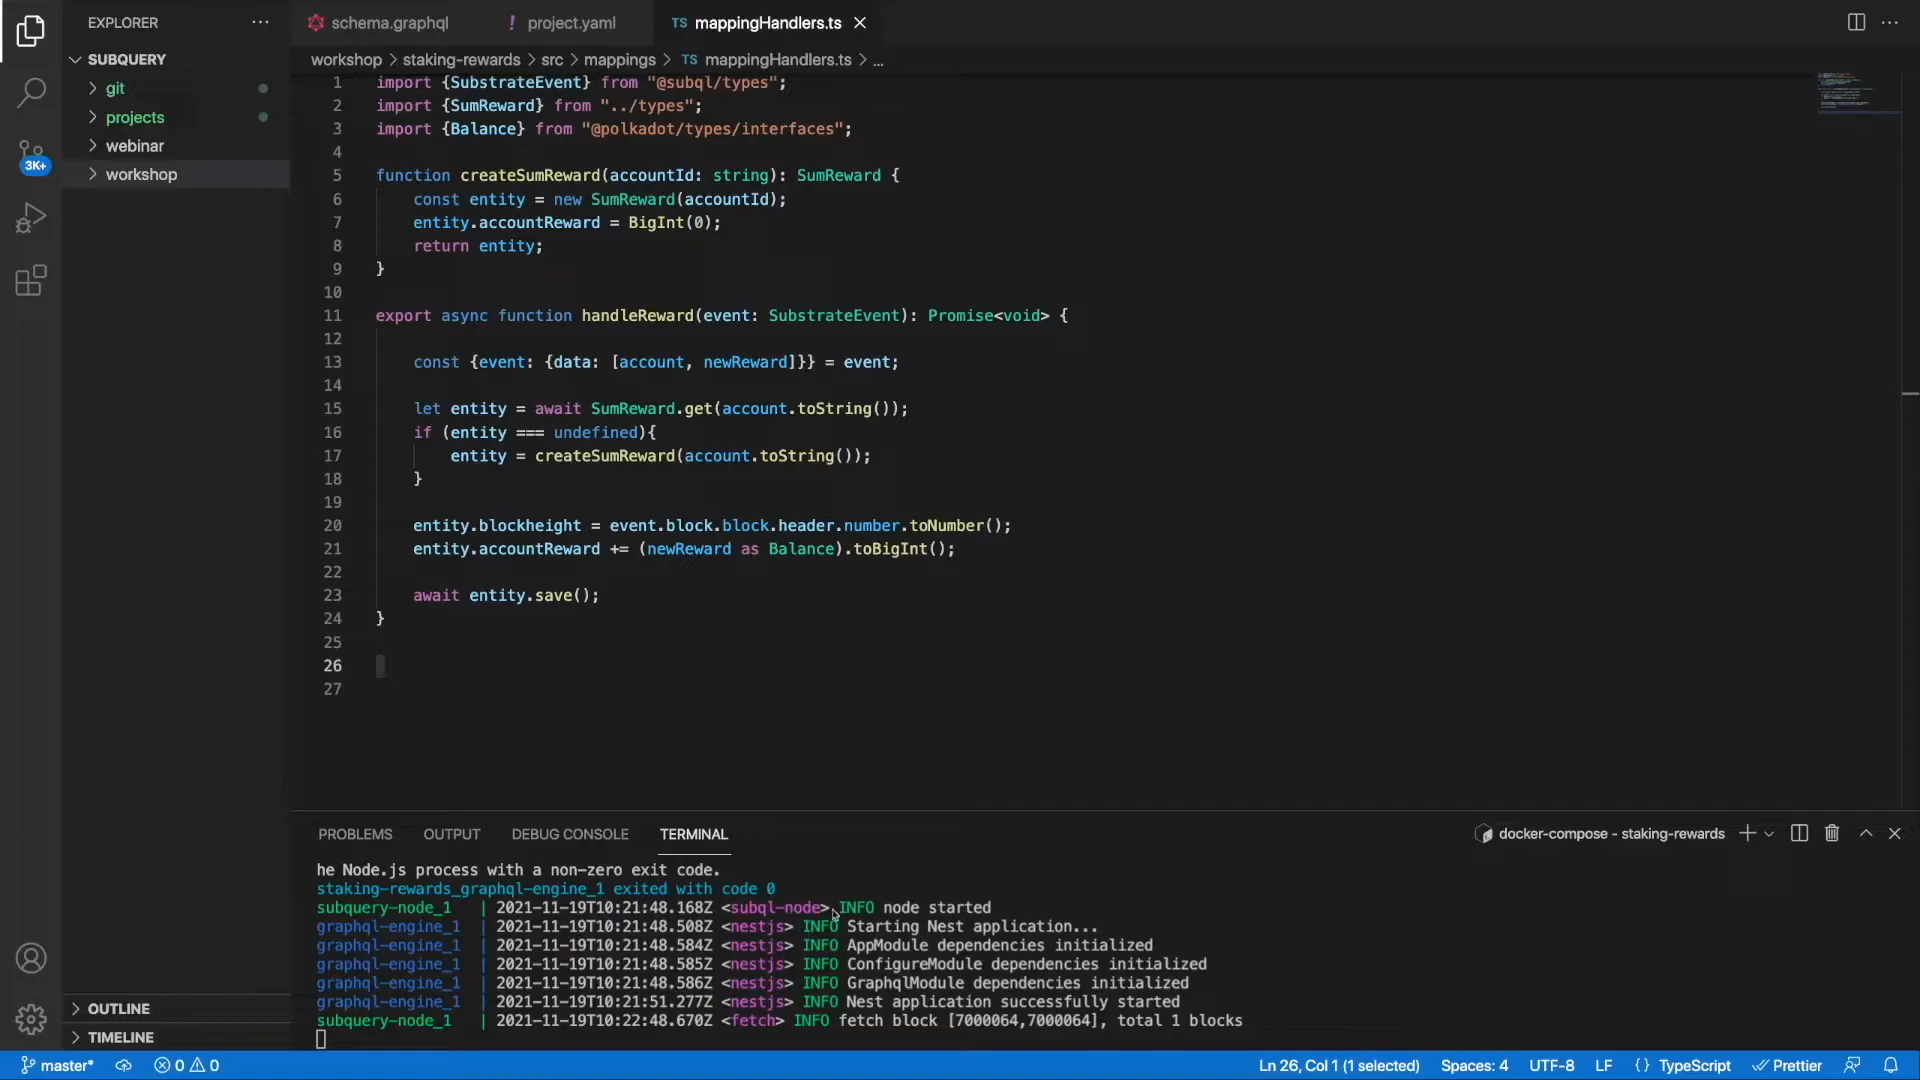 EXPLORER
SUBQUERY
git
projects
webinar
workshop
3K+
OUTLINE
TIMELINE
schema.graphql
! project.yaml
TS mappingHandlers.ts
workshop > staking-rewards > src > mappings > TS mappingHandlers.ts > ...
1 import {SubstrateEvent} from "@subql/types";
2 import {SumReward} from "../types";
3 import {Balance} from "@polkadot/types/interfaces";
4
5 function createSumReward(accountId: string): SumReward {
6 const entity = new SumReward(accountId);
7 entity.accountReward = BigInt(0);
8 return entity;
9 }
10
11 export async function handleReward(event: SubstrateEvent): Promise<void> {
12
13 const {event: {data: [account, newReward]}} = event;
14
15 let entity = await SumReward.get(account.toString());
16 if (entity === undefined){
17 entity = createSumReward(account.toString());
18 }
19
20 entity.blockheight = event.block.block.header.number.toNumber();
21 entity.accountReward += (newReward as Balance).toBigInt();
22
23 await entity.save();
24 }
25
26
27
PROBLEMS OUTPUT DEBUG CONSOLE TERMINAL
docker-compose - staking-rewards
he Node.js process with a non-zero exit code.
staking-rewards_graphql-engine_1 exited with code 0
subquery-node_1 | 2021-11-19T10:21:48.168Z <subql-node> INFO node started
graphql-engine_1 | 2021-11-19T10:21:48.508Z <nestjs> INFO Starting Nest application...
graphql-engine_1 | 2021-11-19T10:21:48.584Z <nestjs> INFO AppModule dependencies initialized
graphql-engine_1 | 2021-11-19T10:21:48.585Z <nestjs> INFO ConfigureModule dependencies initialized
graphql-engine_1 | 2021-11-19T10:21:48.586Z <nestjs> INFO GraphqlModule dependencies initialized
graphql-engine_1 | 2021-11-19T10:21:51.277Z <nestjs> INFO Nest application successfully started
subquery-node_1 | 2021-11-19T10:22:48.670Z <fetch> INFO fetch block [7000064,7000064], total 1 blocks
master* 0 0 Ln 26, Col 1 (1 selected) Spaces: 4 UTF-8 LF {} TypeScript Prettier